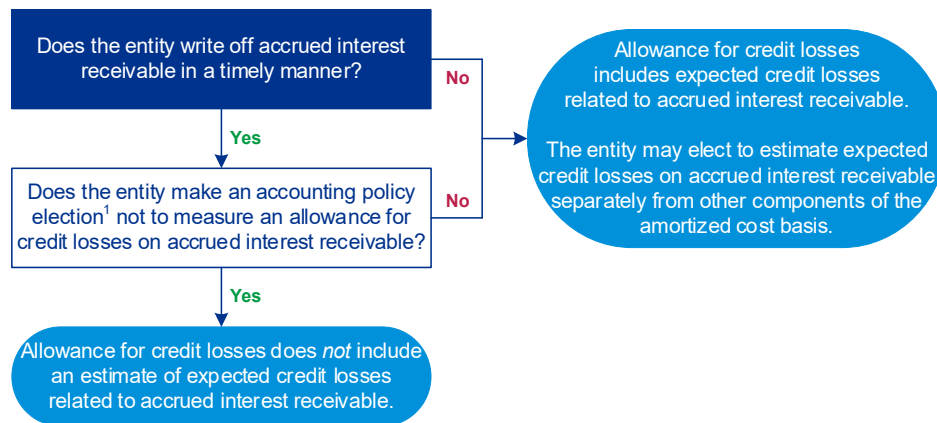 Does the entity write off accrued interest
receivable in a timely manner?
No
Yes
Does the entity make an accounting policy
election¹ not to measure an allowance for
credit losses on accrued interest receivable?
No
Yes
Allowance for credit losses does not include
an estimate of expected credit losses
related to accrued interest receivable.
Allowance for credit losses
includes expected credit losses
related to accrued interest receivable.
The entity may elect to estimate expected
credit losses on accrued interest receivable
separately from other components of the
amortized cost basis.